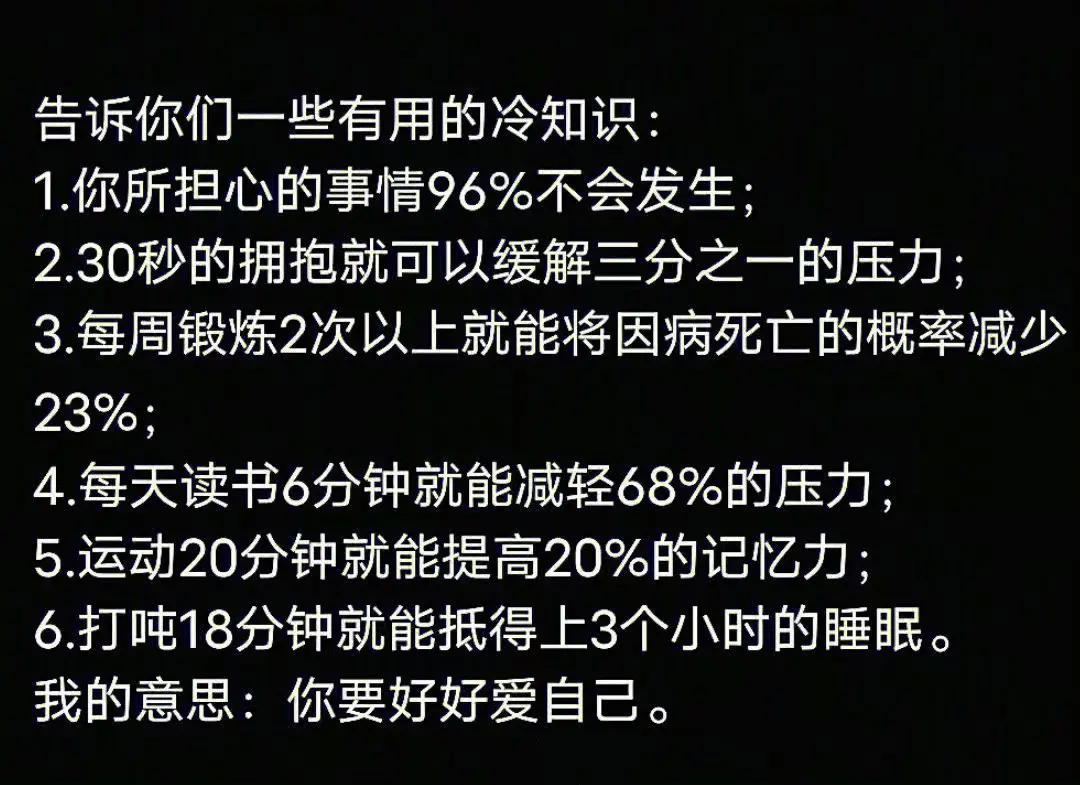 告诉你们一些有用的冷知识：
1.你所担心的事情96%不会发生；
2.30秒的拥抱就可以缓解三分之一的压力；
3.每周锻炼2次以上就能将因病死亡的概率减少
23%；
4.每天读书6分钟就能减轻68%的压力；
5.运动20分钟就能提高20%的记忆力；
6.打吨18分钟就能抵得上3个小时的睡眠。
我的意思：你要好好爱自己。